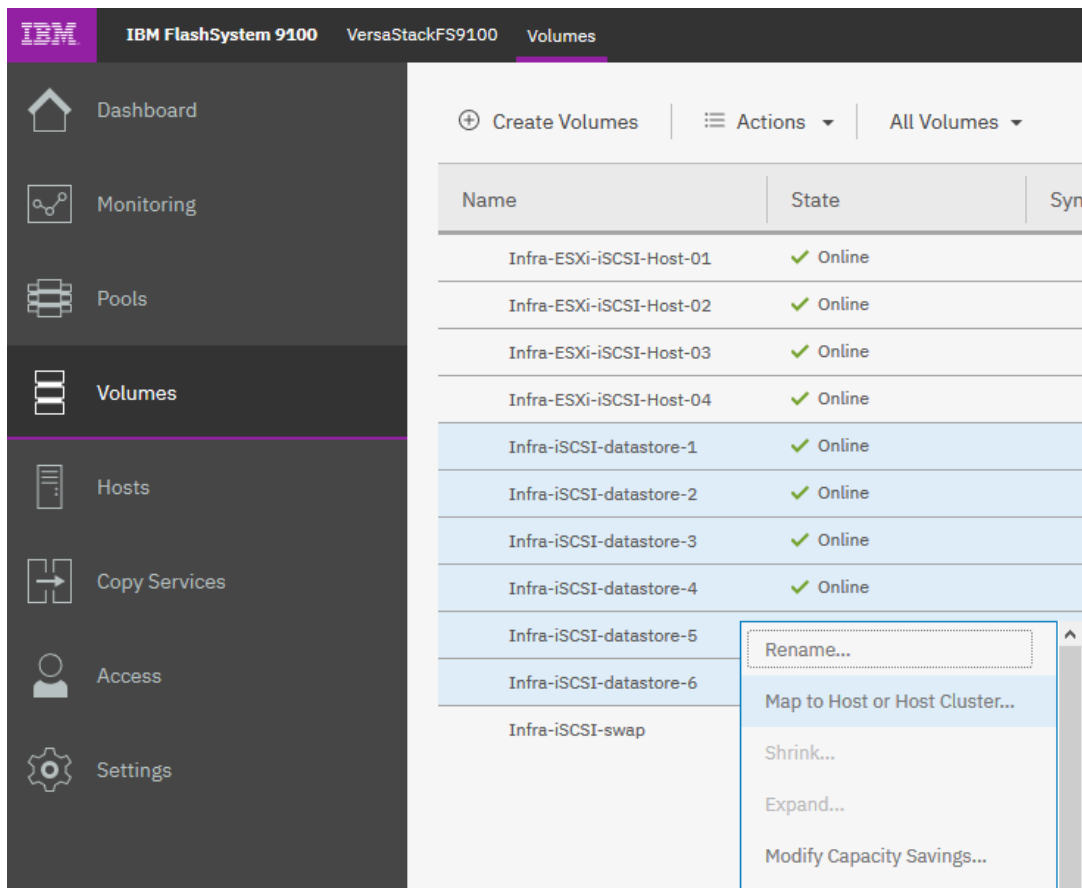 IBM IBM FlashSystem 9100 VersaStackFS9100 Volumes
Dashboard
Monitoring
Pools
Volumes
Hosts
Copy Services
Access
Settings
Create Volumes Actions All Volumes
Name State Syn
Infra-ESXi-iSCSI-Host-01 Online
Infra-ESXi-iSCSI-Host-02 Online
Infra-ESXi-iSCSI-Host-03 Online
Infra-ESXi-iSCSI-Host-04 Online
Infra-iSCSI-datastore-1 Online
Infra-iSCSI-datastore-2 Online
Infra-iSCSI-datastore-3 Online
Infra-iSCSI-datastore-4 Online
Infra-iSCSI-datastore-5
Infra-iSCSI-datastore-6
Infra-iSCSI-swap
Rename...
Map to Host or Host Cluster...
Shrink...
Expand...
Modify Capacity Savings...